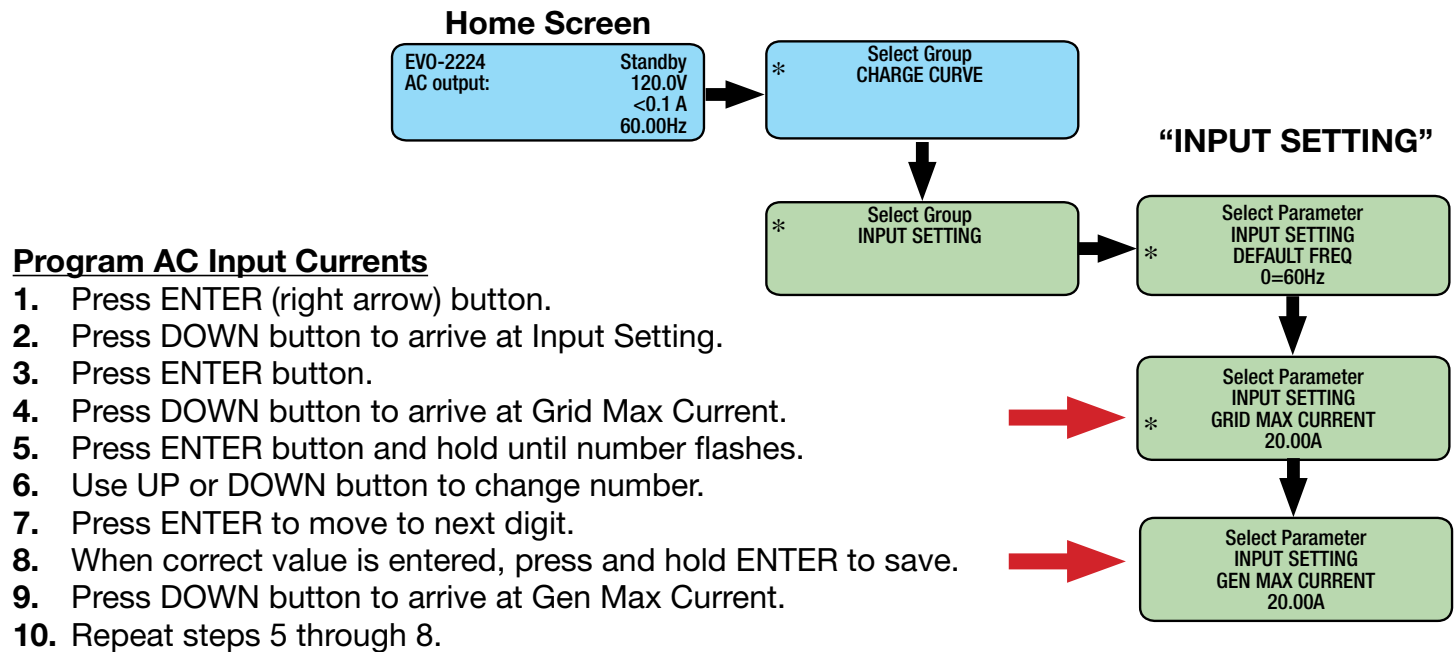 Home Screen
EVO-2224 Standby
AC output: 120.0V
<0.1 A
60.00Hz
Select Group
* CHARGE CURVE
"INPUT SETTING"
Select Group
* INPUT SETTING
Select Parameter
INPUT SETTING
* DEFAULT FREQ
0=60Hz
Program AC Input Currents
1. Press ENTER (right arrow) button.
2. Press DOWN button to arrive at Input Setting.
3. Press ENTER button.
4. Press DOWN button to arrive at Grid Max Current.
5. Press ENTER button and hold until number flashes.
6. Use UP or DOWN button to change number.
7. Press ENTER to move to next digit.
8. When correct value is entered, press and hold ENTER to save.
9. Press DOWN button to arrive at Gen Max Current.
10. Repeat steps 5 through 8.
Select Parameter
INPUT SETTING
* GRID MAX CURRENT
20.00A
Select Parameter
INPUT SETTING
GEN MAX CURRENT
20.00A